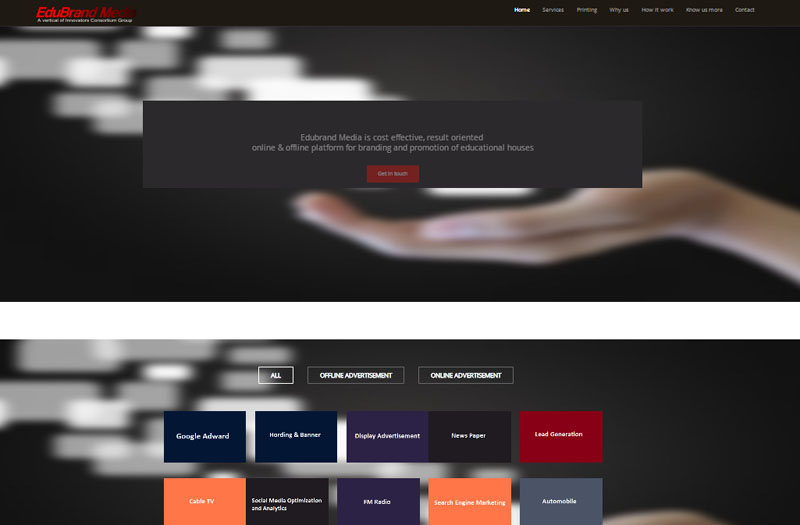 EduBrand Media
A vertical of Innovators Consortium Group
Home Services Printing Why us How it work Know us more Contact
Edubrand Media is cost effective, result oriented
online & offline platform for branding and promotion of educational houses
Get in touch
ALL OFFLINE ADVERTISEMENT ONLINE ADVERTISEMENT
Google Adward Hording & Banner Display Advertisement News Paper Lead Generation
Cable TV Social Media Optimization and Analytics FM Radio Search Engine Marketing Automobile